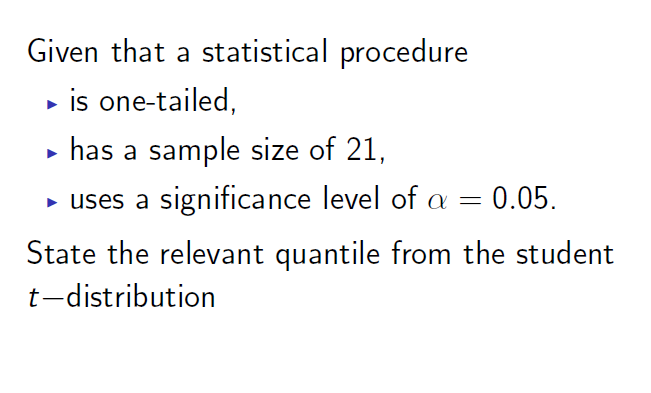 Given that a statistical procedure
▸ is one-tailed,
▸ has a sample size of 21,
▸ uses a significance level of α = 0.05.
State the relevant quantile from the student
t−distribution